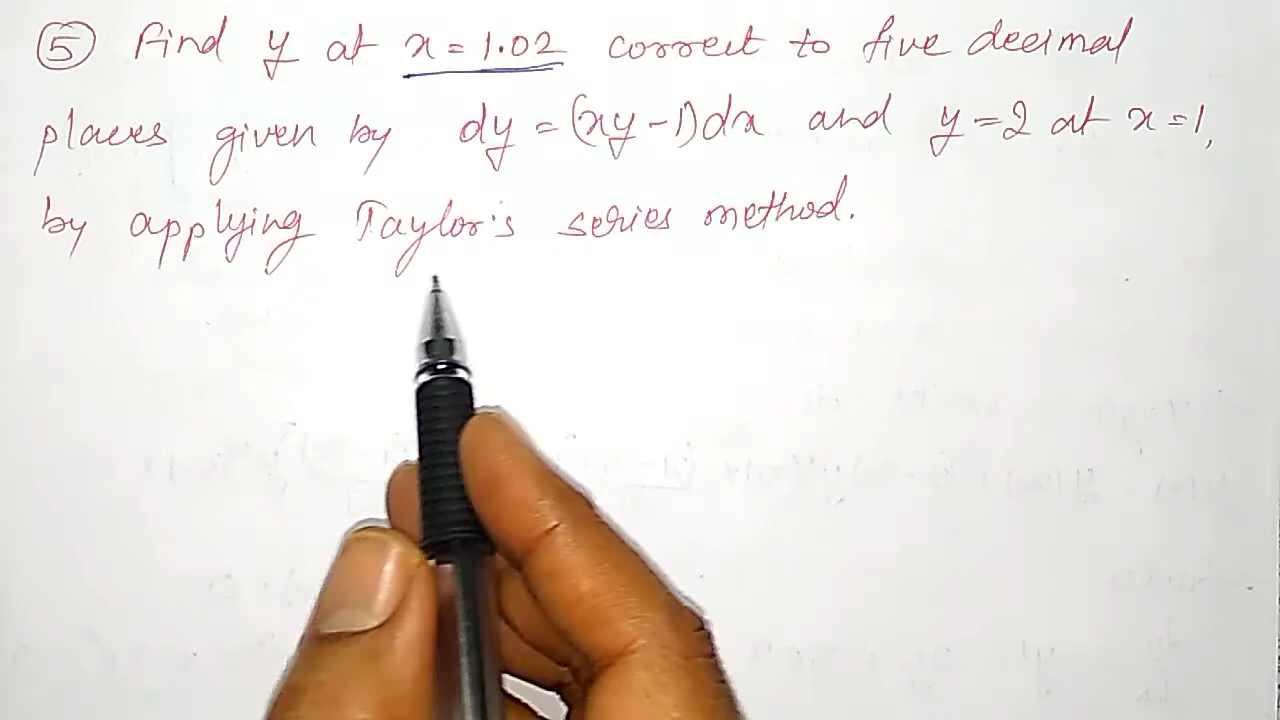 ⑤ Find y at x = 1.02 correct to five decimal
places given by dy = (xy - 1)dx and y = 2 at x = 1,
by applying Taylor's series method.